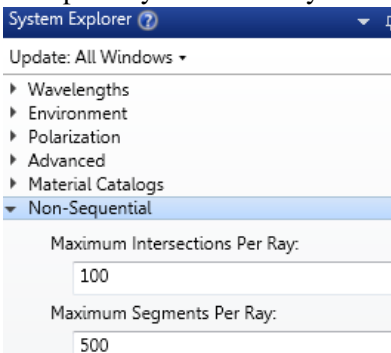 System Explorer ?
Update: All Windows
Wavelengths
Environment
Polarization
Advanced
Material Catalogs
Non-Sequential
Maximum Intersections Per Ray:
100
Maximum Segments Per Ray:
500